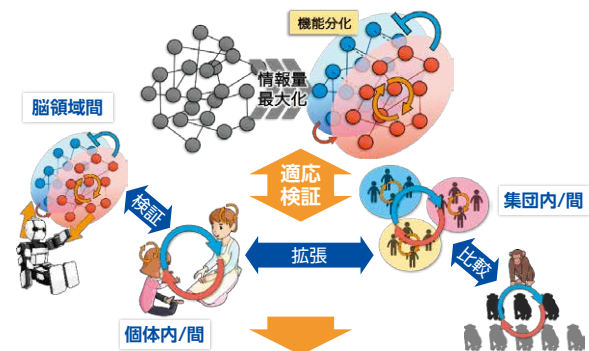 機能分化
情報量
最大化
脳領域間
適応
検証
検証
集団内/間
拡張
比較
個体内/間